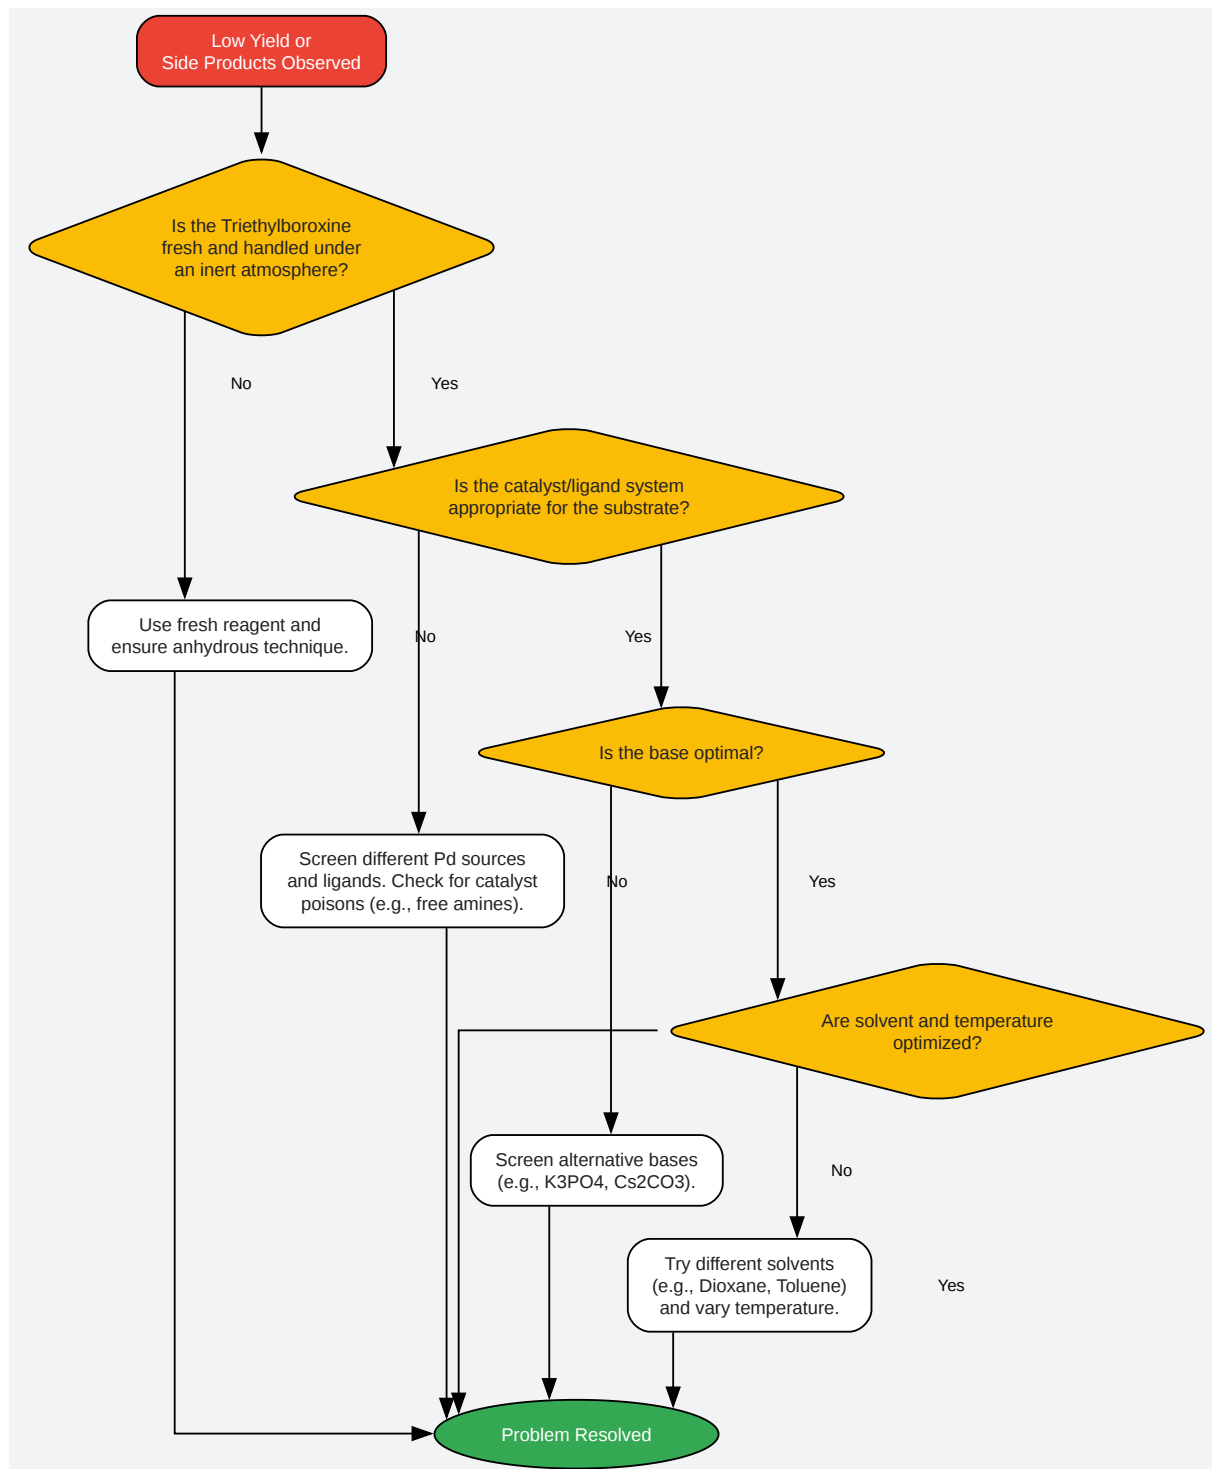 Low Yield or
Side Products Observed
Is the Triethylboroxine
fresh and handled under
an inert atmosphere?
No
Yes
Is the catalyst/ligand system
appropriate for the substrate?
Use fresh reagent and
ensure anhydrous technique.
No
Yes
Is the base optimal?
Screen different Pd sources
and ligands. Check for catalyst
poisons (e.g., free amines).
No
Yes
Are solvent and temperature
optimized?
Screen alternative bases
(e.g., K3PO4, Cs2CO3).
No
Try different solvents
(e.g., Dioxane, Toluene)
and vary temperature.
Yes
Problem Resolved